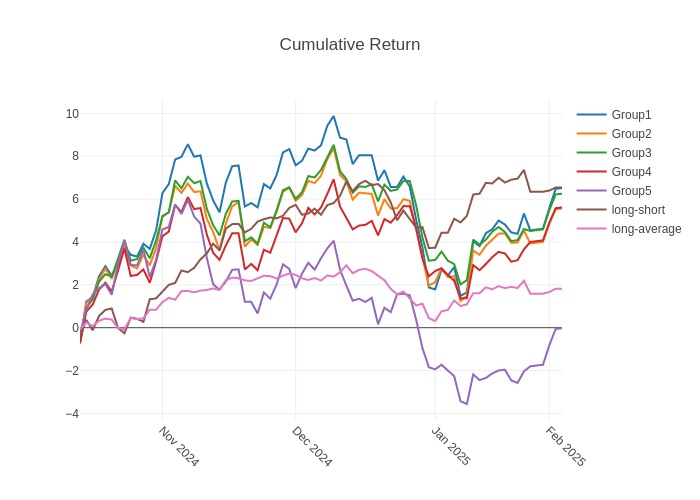 Cumulative Return
10
8
6
4
2
0
−2
−4
Nov 2024
Dec 2024
Jan 2025
Feb 2025
Group1
Group2
Group3
Group4
Group5
long-short
long-average